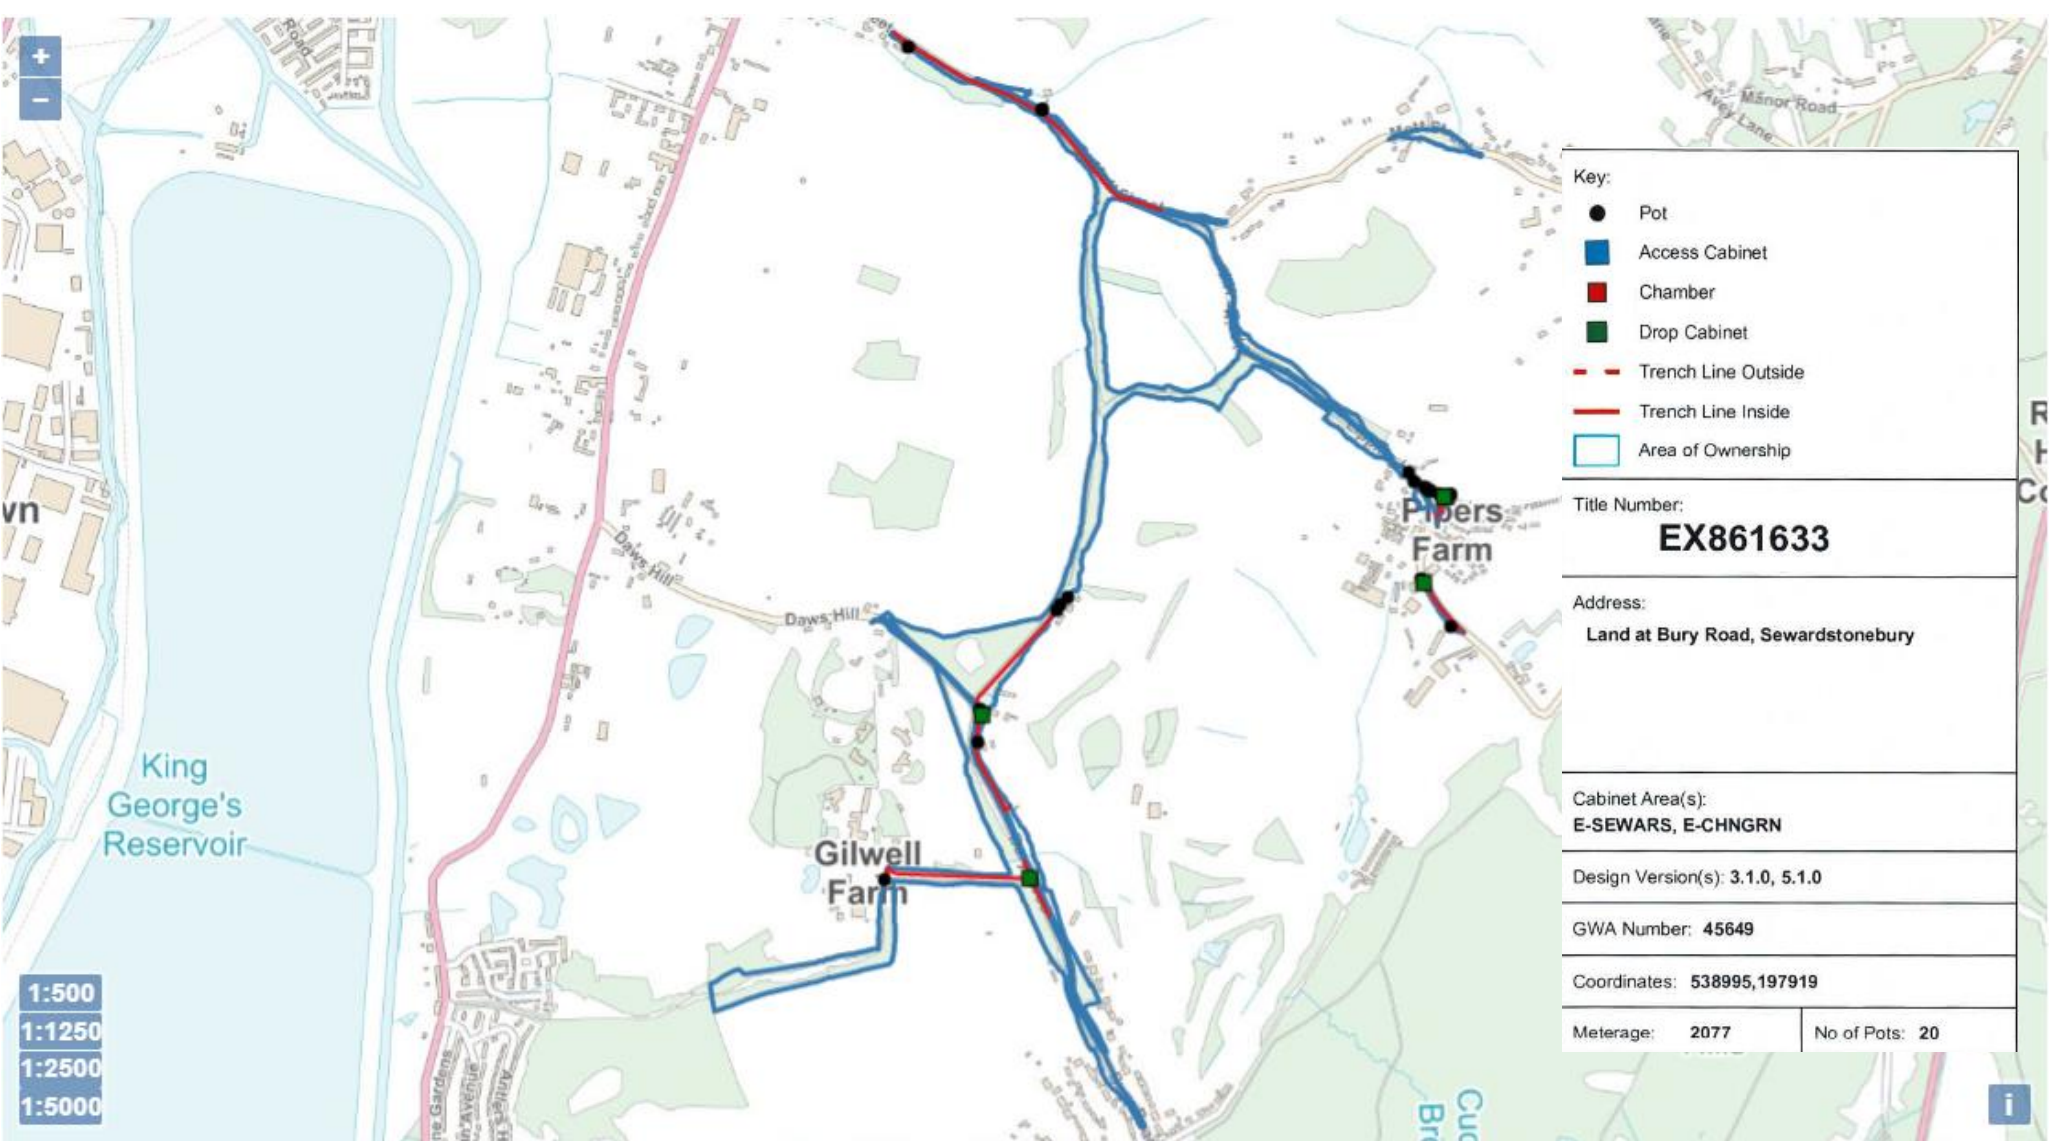 +
−
Road
Manor Road
Avey Lane
Key:
Pot
Access Cabinet
Chamber
Drop Cabinet
Trench Line Outside
Trench Line Inside
Area of Ownership
Title Number:
EX861633
Address:
Land at Bury Road, Sewardstonebury
Cabinet Area(s):
E-SEWARS, E-CHNGRN
Design Version(s): 3.1.0, 5.1.0
GWA Number: 45649
Coordinates: 538995,197919
Meterage: 2077 No of Pots: 20
wn
Daws Hill
Daws Hill
Pipers
Farm
King
George's
Reservoir
Gilwell
Farm
1:500
1:1250
1:2500
1:5000
Gardens
Avenue
i